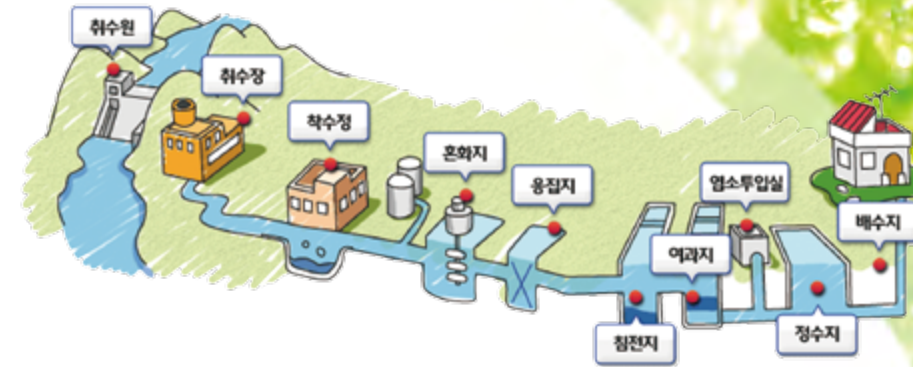 취수원
취수장
착수정
혼화지
응집지
염소투입실
배수지
여과지
정수지
침전지